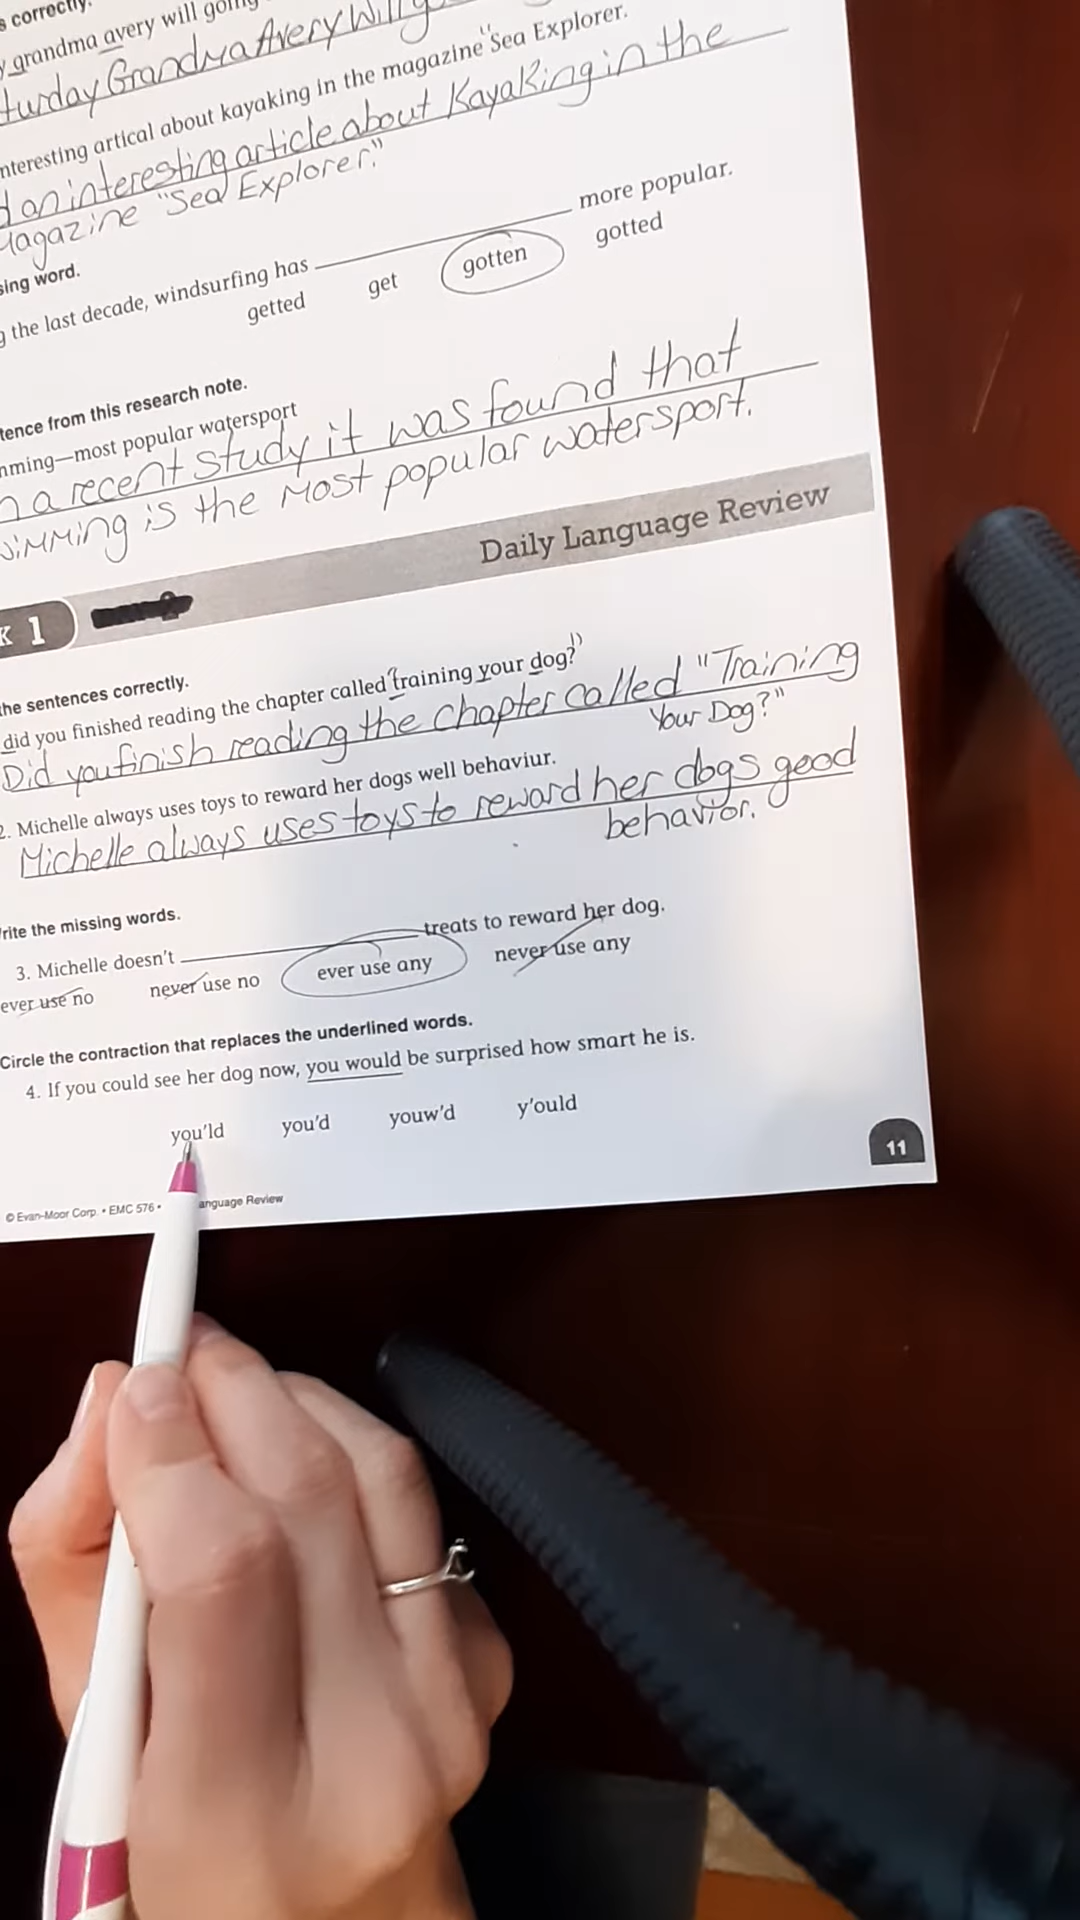 correctly.
grandma avery will going
turday Grandma Avery Will
nteresting artical about kayaking in the magazine "Sea Explorer.
an interesting article about Kayaking in the
Magazine "Sea Explorer."
sing word.
the last decade, windsurfing has ____ more popular.
getted get gotten gotted
tence from this research note.
mming—most popular watersport
a recent study it was found that
wimming is the most popular watersport.
Daily Language Review
K 1
the sentences correctly.
did you finished reading the chapter called "training your dog?"
Did you finish reading the chapter called "Training
Your Dog?"
2. Michelle always uses toys to reward her dogs well behaviur.
Michelle always uses toys to reward her dogs good
behavior.
rite the missing words.
3. Michelle doesn't ____ treats to reward her dog.
ever use no never use no ever use any never use any
Circle the contraction that replaces the underlined words.
4. If you could see her dog now, you would be surprised how smart he is.
you'ld you'd youw'd y'ould
11
© Evan-Moor Corp. • EMC 576 • anguage Review